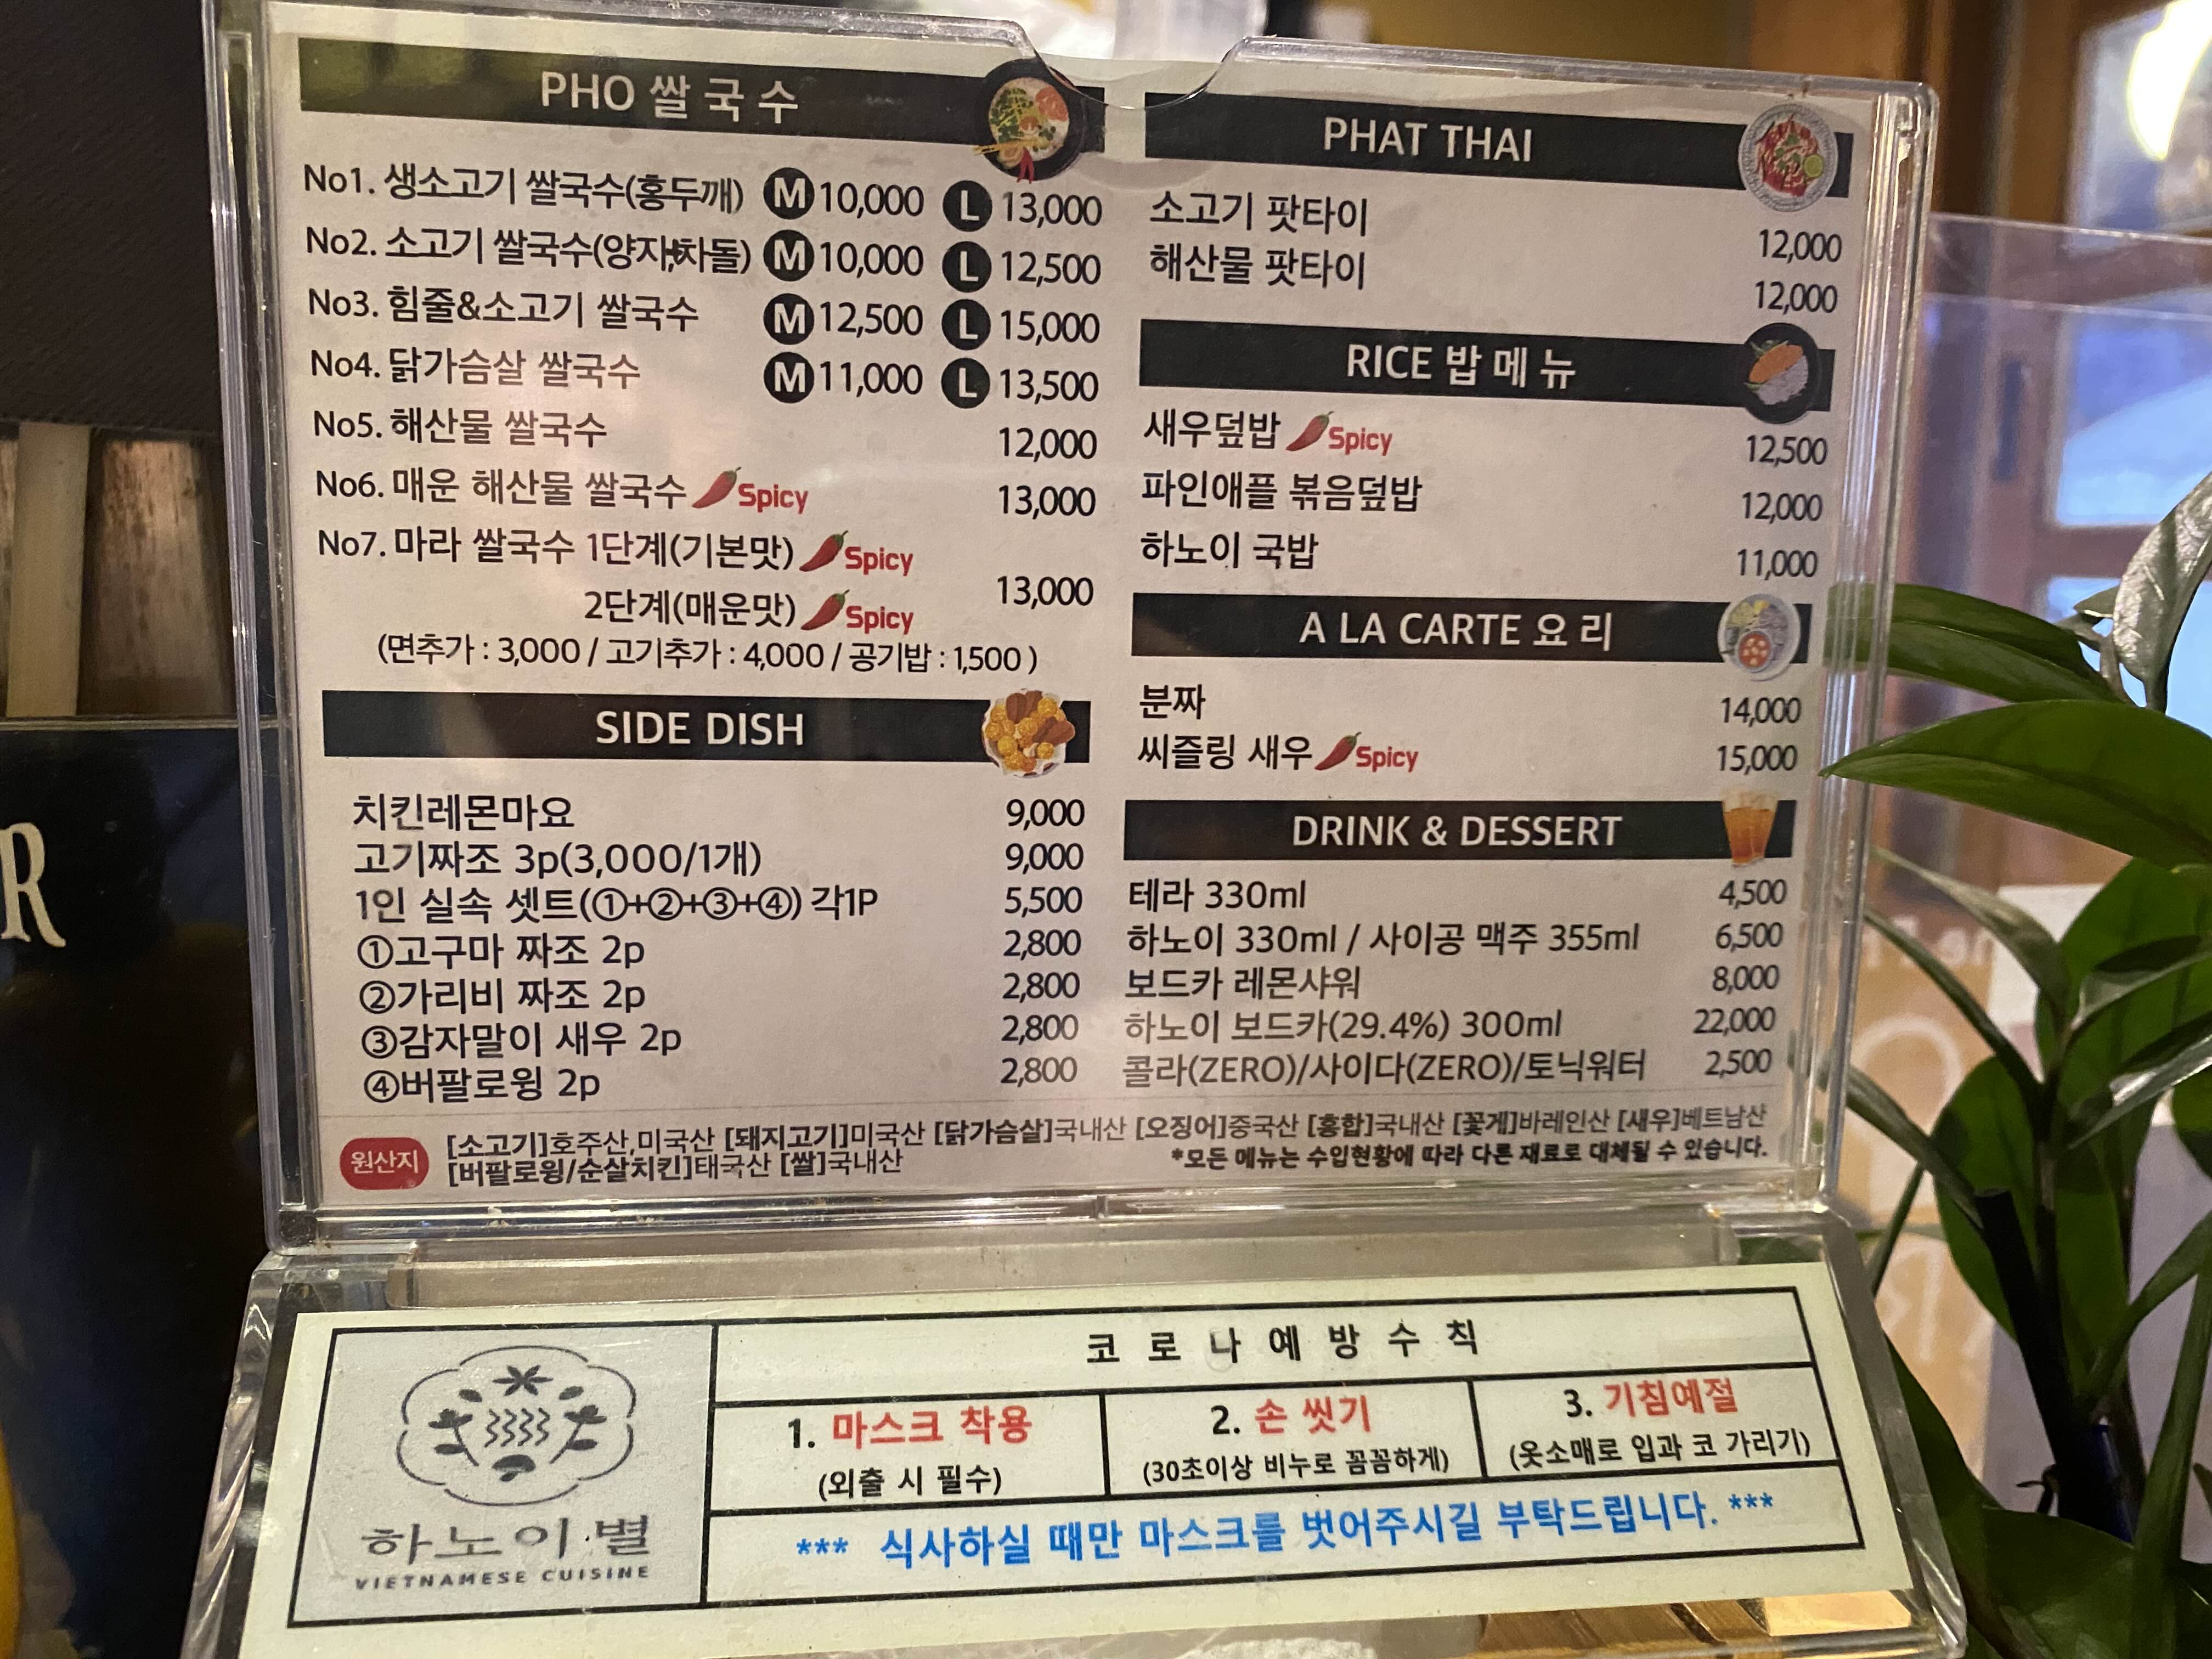 PHO 쌀국수
No1. 생소고기 쌀국수(홍두깨) M 10,000 L 13,000
No2. 소고기 쌀국수(양지,차돌) M 10,000 L 12,500
No3. 힘줄&소고기 쌀국수 M 12,500 L 15,000
No4. 닭가슴살 쌀국수 M 11,000 L 13,500
No5. 해산물 쌀국수 12,000
No6. 매운 해산물 쌀국수 Spicy 13,000
No7. 마라 쌀국수 1단계(기본맛) Spicy
2단계(매운맛) Spicy 13,000
(면추가 : 3,000 / 고기추가 : 4,000 / 공기밥 : 1,500 )
SIDE DISH
치킨레몬마요 9,000
고기짜조 3p(3,000/1개) 9,000
1인 실속 셋트(①+②+③+④) 각1P 5,500
①고구마 짜조 2p 2,800
②가리비 짜조 2p 2,800
③감자말이 새우 2p 2,800
④버팔로윙 2p 2,800
PHAT THAI
소고기 팟타이 12,000
해산물 팟타이 12,000
RICE 밥메뉴
새우덮밥 Spicy 12,500
파인애플 볶음덮밥 12,000
하노이 국밥 11,000
A LA CARTE 요리
분짜 14,000
씨즐링 새우 Spicy 15,000
DRINK & DESSERT
테라 330ml 4,500
하노이 330ml / 사이공 맥주 355ml 6,500
보드카 레몬샤워 8,000
하노이 보드카(29.4%) 300ml 22,000
콜라(ZERO)/사이다(ZERO)/토닉워터 2,500
원산지
[소고기]호주산,미국산 [돼지고기]미국산 [닭가슴살]국내산 [오징어]중국산 [홍합]국내산 [꽃게]바레인산 [새우]베트남산
[버팔로윙/순살치킨]태국산 [쌀]국내산
*모든 메뉴는 수입현황에 따라 다른 재료로 대체될 수 있습니다.
하노이별
VIETNAMESE CUISINE
코로나예방수칙
1. 마스크 착용
(외출 시 필수)
2. 손 씻기
(30초이상 비누로 꼼꼼하게)
3. 기침예절
(옷소매로 입과 코 가리기)
*** 식사하실 때만 마스크를 벗어주시길 부탁드립니다. ***
R